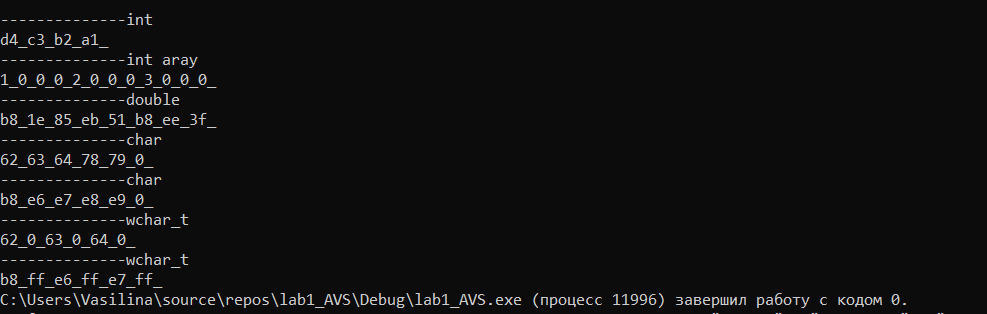 --------------int
d4_c3_b2_a1_
--------------int aray
1_0_0_0_2_0_0_0_3_0_0_0_
--------------double
b8_1e_85_eb_51_b8_ee_3f_
--------------char
62_63_64_78_79_0_
--------------char
b8_e6_e7_e8_e9_0_
--------------wchar_t
62_0_63_0_64_0_
--------------wchar_t
b8_ff_e6_ff_e7_ff_
C:\Users\Vasilina\source\repos\lab1_AVS\Debug\lab1_AVS.exe (процесс 11996) завершил работу с кодом 0.